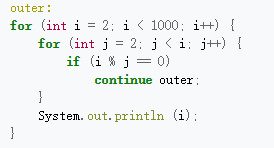 outer:
for (int i = 2; i < 1000; i++) {
    for (int j = 2; j < i; j++) {
        if (i % j == 0)
            continue outer;
    }
    System.out.println (i);
}